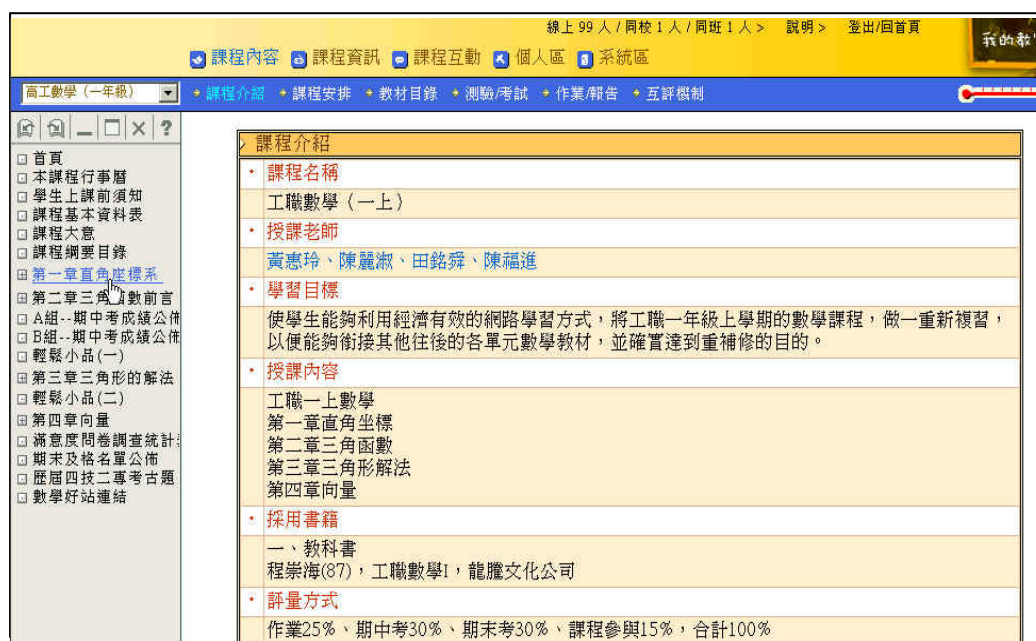 線上 99 人 / 同校 1 人 / 同班 1 人 > 說明 > 登出/回首頁
我的教
課程內容 課程資訊 課程互動 個人區 系統區
高工數學（一年級） 課程介紹 課程安排 教材目錄 測驗/考試 作業/報告 互評機制
首頁
本課程行事曆
學生上課前須知
課程基本資料表
課程大意
課程綱要目錄
第一章直角座標系
第二章三角函數前言
A組--期中考成績公佈
B組--期中考成績公佈
輕鬆小品(一)
第三章三角形的解法
輕鬆小品(二)
第四章向量
滿意度問卷調查統計
期末及格名單公佈
歷屆四技二專考古題
數學好站連結
課程介紹
課程名稱
工職數學（一上）
授課老師
黃惠玲、陳麗淑、田銘舜、陳福進
學習目標
使學生能夠利用經濟有效的網路學習方式，將工職一年級上學期的數學課程，做一重新複習，
以便能夠銜接其他往後的各單元數學教材，並確實達到重補修的目的。
授課內容
工職一上數學
第一章直角坐標
第二章三角函數
第三章三角形解法
第四章向量
採用書籍
一、教科書
程崇海(87)，工職數學I，龍騰文化公司
評量方式
作業25%、期中考30%、期末考30%、課程參與15%，合計100%